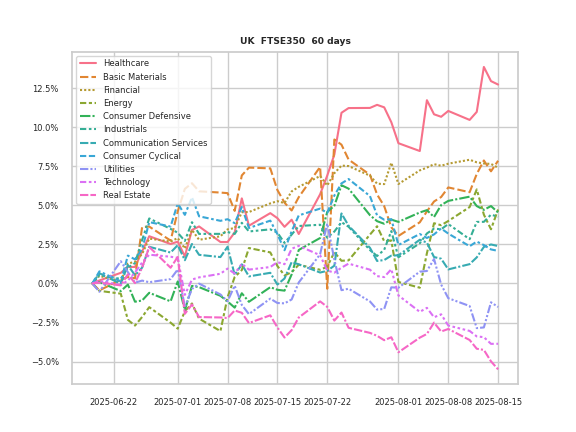 UK  FTSE350  60 days
Healthcare
Basic Materials
Financial
Energy
Consumer Defensive
Industrials
Communication Services
Consumer Cyclical
Utilities
Technology
Real Estate
12.5%
10.0%
7.5%
5.0%
2.5%
0.0%
−2.5%
−5.0%
2025-06-22
2025-07-01
2025-07-08
2025-07-15
2025-07-22
2025-08-01
2025-08-08
2025-08-15